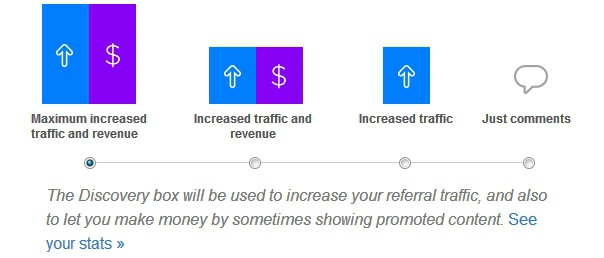 $
$
Maximum increased
traffic and revenue
Increased traffic and
revenue
Increased traffic
Just comments
The Discovery box will be used to increase your referral traffic, and also
to let you make money by sometimes showing promoted content. See
your stats »